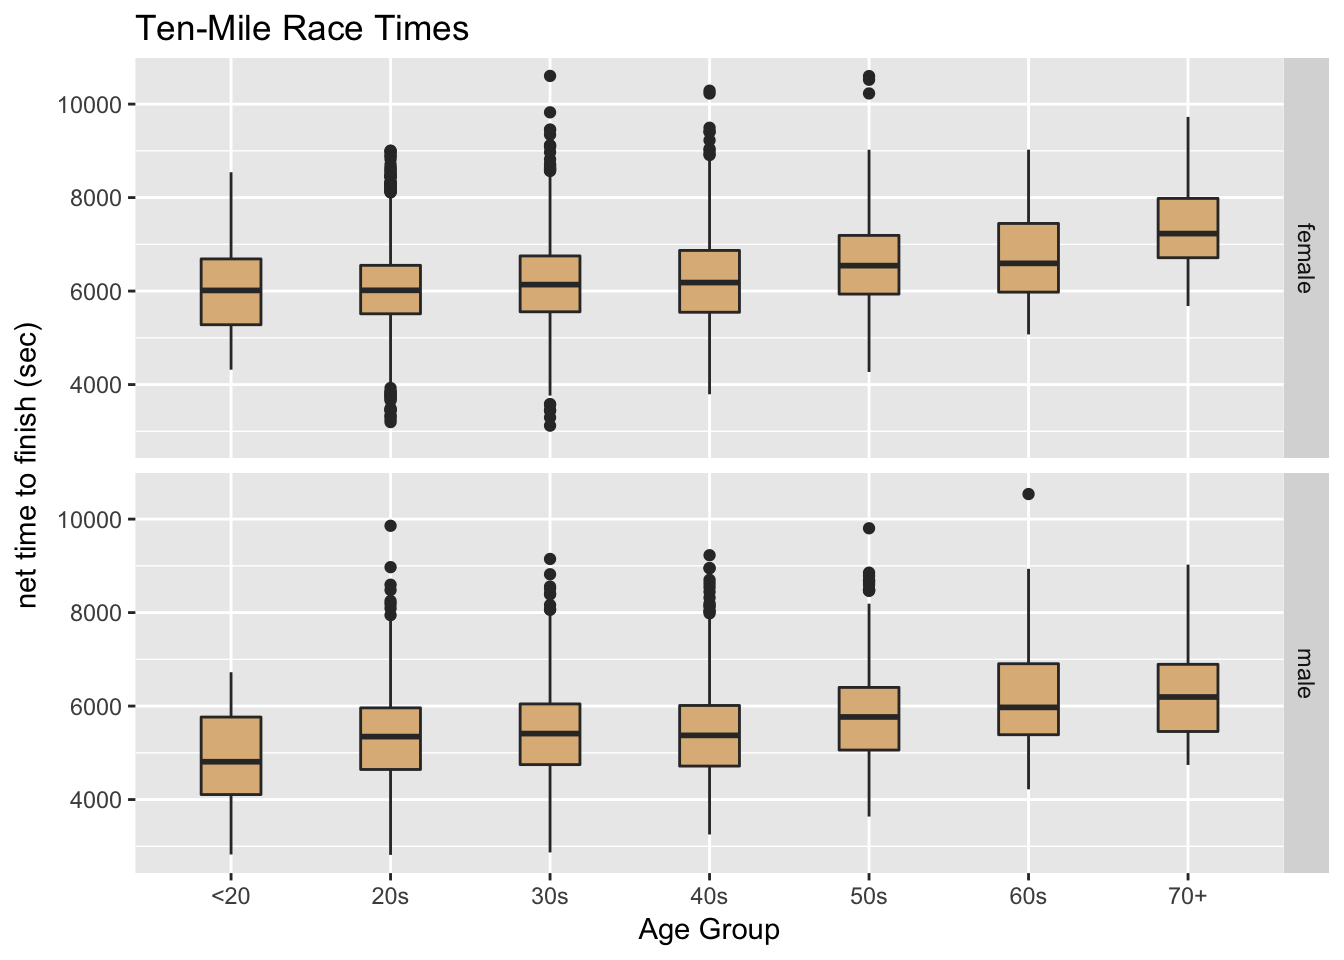 Ten-Mile Race Times
net time to finish (sec)
10000
8000
6000
4000
female
10000
8000
6000
4000
male
<20 20s 30s 40s 50s 60s 70+
Age Group